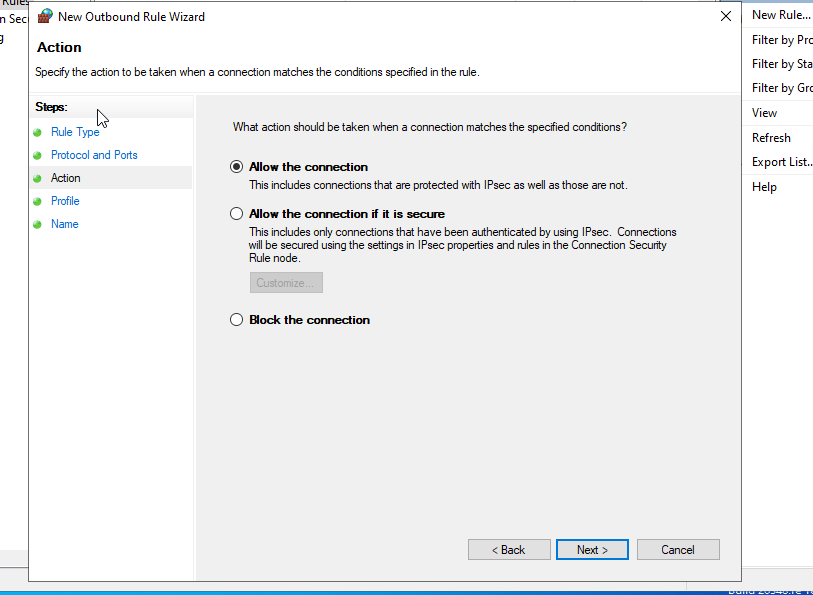 Rules
New Outbound Rule Wizard
Action
Specify the action to be taken when a connection matches the conditions specified in the rule.
Steps:
Rule Type
Protocol and Ports
Action
Profile
Name
What action should be taken when a connection matches the specified conditions?
Allow the connection
This includes connections that are protected with IPsec as well as those are not.
Allow the connection if it is secure
This includes only connections that have been authenticated by using IPsec. Connections
will be secured using the settings in IPsec properties and rules in the Connection Security
Rule node.
Customize...
Block the connection
< Back
Next >
Cancel
New Rule...
Filter by Pro
Filter by Sta
Filter by Gro
View
Refresh
Export List...
Help